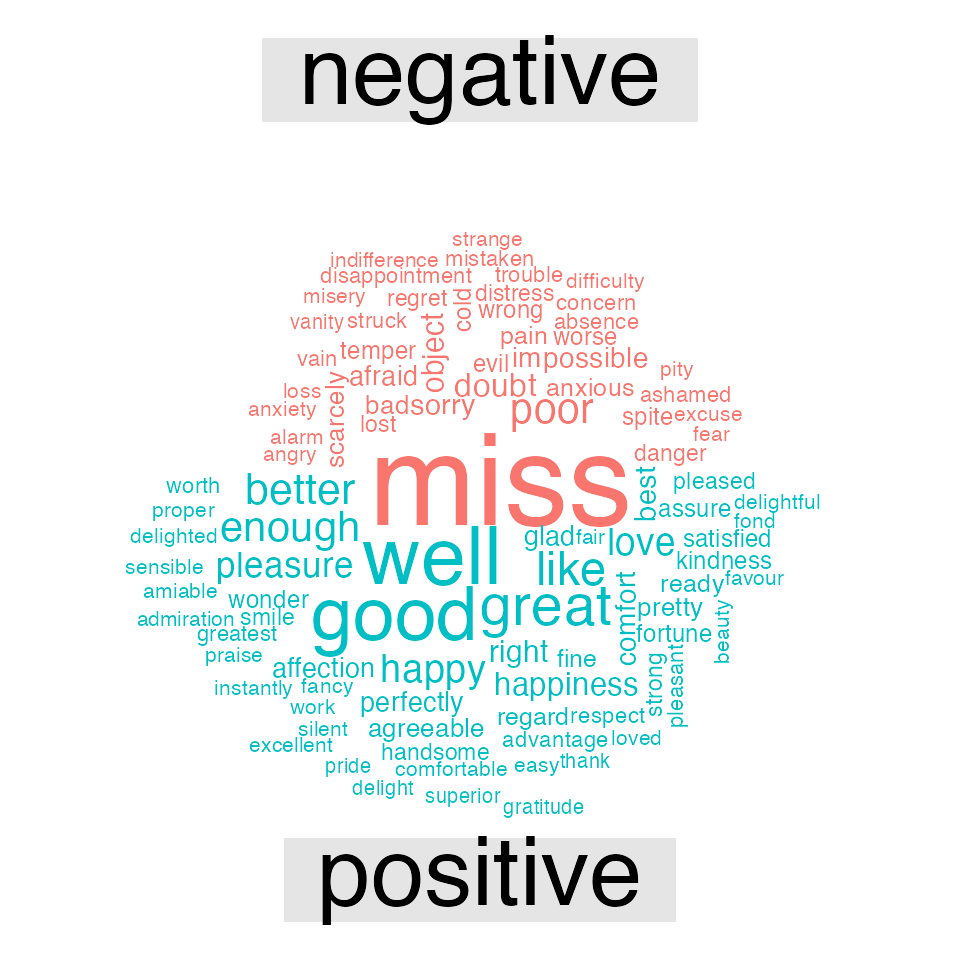 negative
strange
indifference mistaken
disappointment trouble difficulty
misery regret cold distress concern
vanity struck object wrong absence
pain worse
vain temper evil impossible pity
loss scarcely afraid doubt anxious ashamed
anxiety bad sorry poor spite excuse
alarm lost fear
angry miss danger
worth better best pleased
proper enough assure delightful
delighted well glad fair love satisfied fond
sensible pleasure like kindness
amiable wonder good great comfort ready favour
admiration smile pretty beauty
greatest right fortune
praise affection happy fine strong pleasant
instantly fancy happiness
work perfectly regard respect
silent agreeable advantage loved
excellent handsome
pride comfortable easy thank
delight superior gratitude
positive